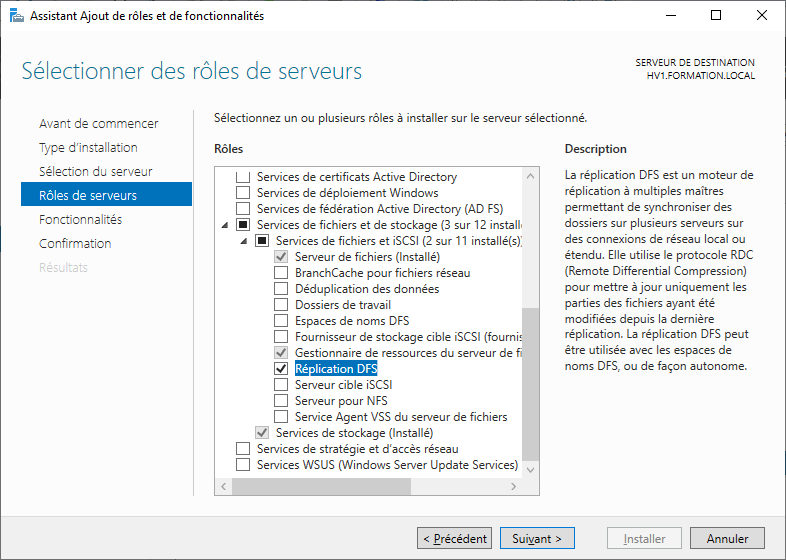 Assistant Ajout de rôles et de fonctionnalités
Sélectionner des rôles de serveurs
SERVEUR DE DESTINATION
HV1.FORMATION.LOCAL
Avant de commencer
Type d'installation
Sélection du serveur
Rôles de serveurs
Fonctionnalités
Confirmation
Résultats
Sélectionnez un ou plusieurs rôles à installer sur le serveur sélectionné.
Rôles
Services de certificats Active Directory
Services de déploiement Windows
Services de fédération Active Directory (AD FS)
Services de fichiers et de stockage (3 sur 12 install
Services de fichiers et iSCSI (2 sur 11 installé(s)
Serveur de fichiers (Installé)
BranchCache pour fichiers réseau
Déduplication des données
Dossiers de travail
Espaces de noms DFS
Fournisseur de stockage cible iSCSI (fournis
Gestionnaire de ressources du serveur de fi
Réplication DFS
Serveur cible iSCSI
Serveur pour NFS
Service Agent VSS du serveur de fichiers
Services de stockage (Installé)
Services de stratégie et d'accès réseau
Services WSUS (Windows Server Update Services)
Description
La réplication DFS est un moteur de
réplication à multiples maîtres
permettant de synchroniser des
dossiers sur plusieurs serveurs sur
des connexions de réseau local ou
étendu. Elle utilise le protocole RDC
(Remote Differential Compression)
pour mettre à jour uniquement les
parties des fichiers ayant été
modifiées depuis la dernière
réplication. La réplication DFS peut
être utilisée avec les espaces de
noms DFS, ou de façon autonome.
< Précédent
Suivant >
Installer
Annuler